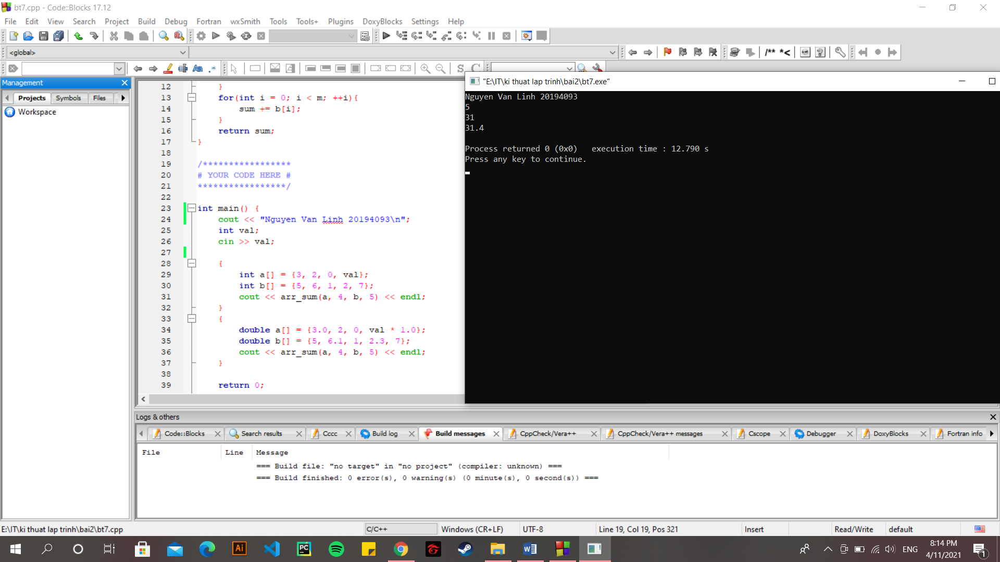 bt7.cpp - Code::Blocks 17.12
File Edit View Search Project Build Debug Fortran wxSmith Tools Tools+ Plugins DoxyBlocks Settings Help
<global>
/** *<
Aa .*
S C
Management
Projects Symbols Files
Workspace
12 }
13 for(int i = 0; i < m; ++i){
14 sum += b[i];
15 }
16 return sum;
17 }
18
19 /*****************
20 # YOUR CODE HERE #
21 *****************/
22
23 int main() {
24 cout << "Nguyen Van Linh 20194093\n";
25 int val;
26 cin >> val;
27
28 {
29 int a[] = {3, 2, 0, val};
30 int b[] = {5, 6, 1, 2, 7};
31 cout << arr_sum(a, 4, b, 5) << endl;
32 }
33 {
34 double a[] = {3.0, 2, 0, val * 1.0};
35 double b[] = {5, 6.1, 1, 2.3, 7};
36 cout << arr_sum(a, 4, b, 5) << endl;
37 }
38
39 return 0;
"E:\IT\ki thuat lap trinh\bai2\bt7.exe"
Nguyen Van Linh 20194093
5
31
31.4
Process returned 0 (0x0)   execution time : 12.790 s
Press any key to continue.
Logs & others
Code::Blocks Search results Cccc Build log Build messages CppCheck/Vera++ CppCheck/Vera++ messages Cscope Debugger DoxyBlocks Fortran info
File Line Message
=== Build file: "no target" in "no project" (compiler: unknown) ===
=== Build finished: 0 error(s), 0 warning(s) (0 minute(s), 0 second(s)) ===
E:\IT\ki thuat lap trinh\bai2\bt7.cpp C/C++ Windows (CR+LF) UTF-8 Line 19, Col 19, Pos 321 Insert Read/Write default
Ai PC W ENG 8:14 PM
4/11/2021 1